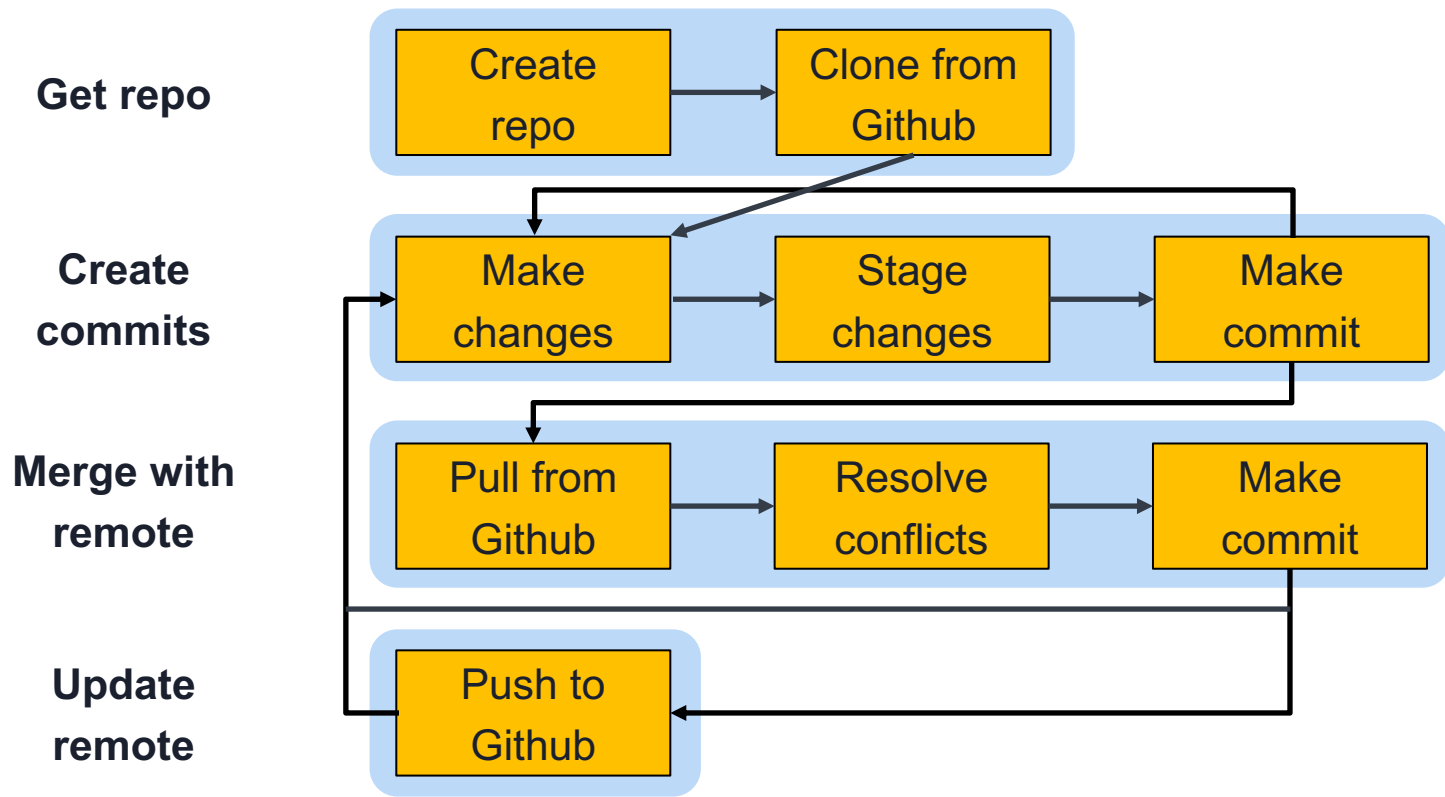 Get repo
Create
repo
Clone from
Github
Create
commits
Make
changes
Stage
changes
Make
commit
Merge with
remote
Pull from
Github
Resolve
conflicts
Make
commit
Update
remote
Push to
Github